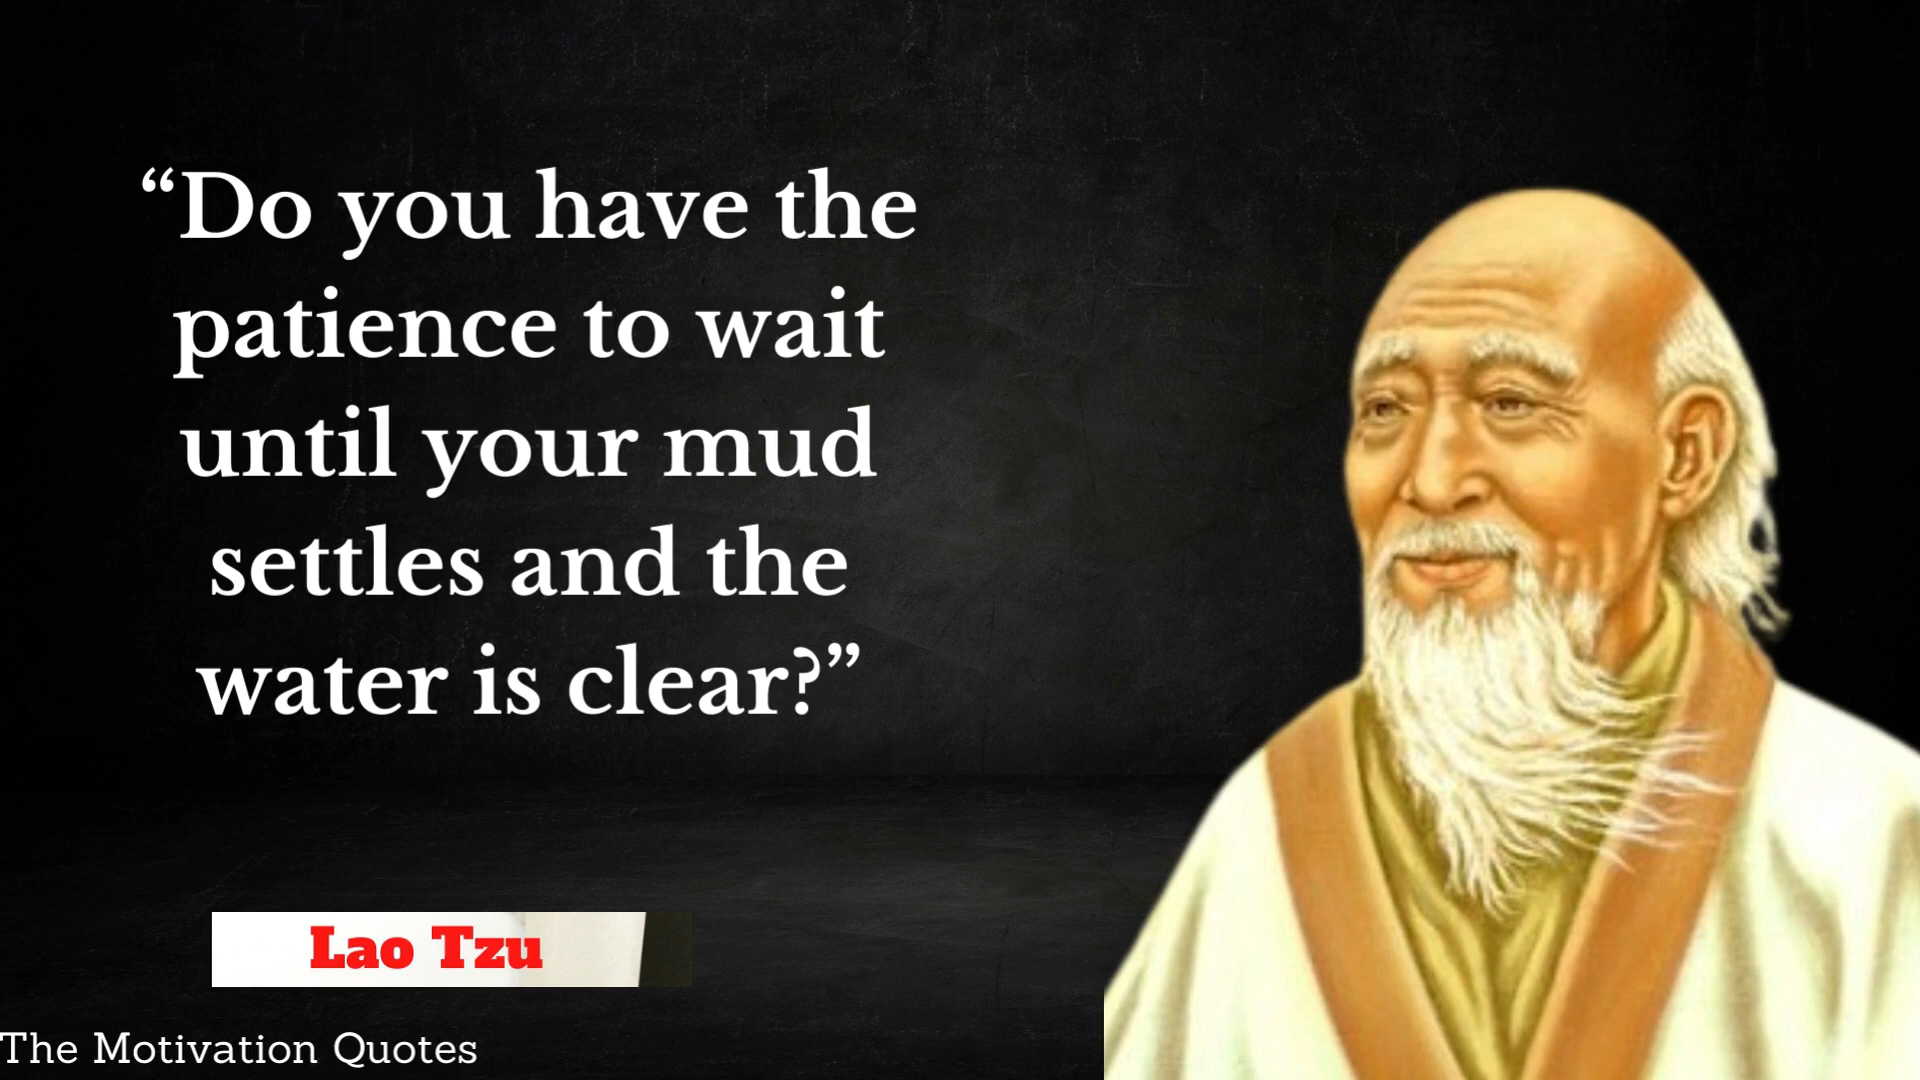 “Do you have the
patience to wait
until your mud
settles and the
water is clear?”
Lao Tzu
The Motivation Quotes